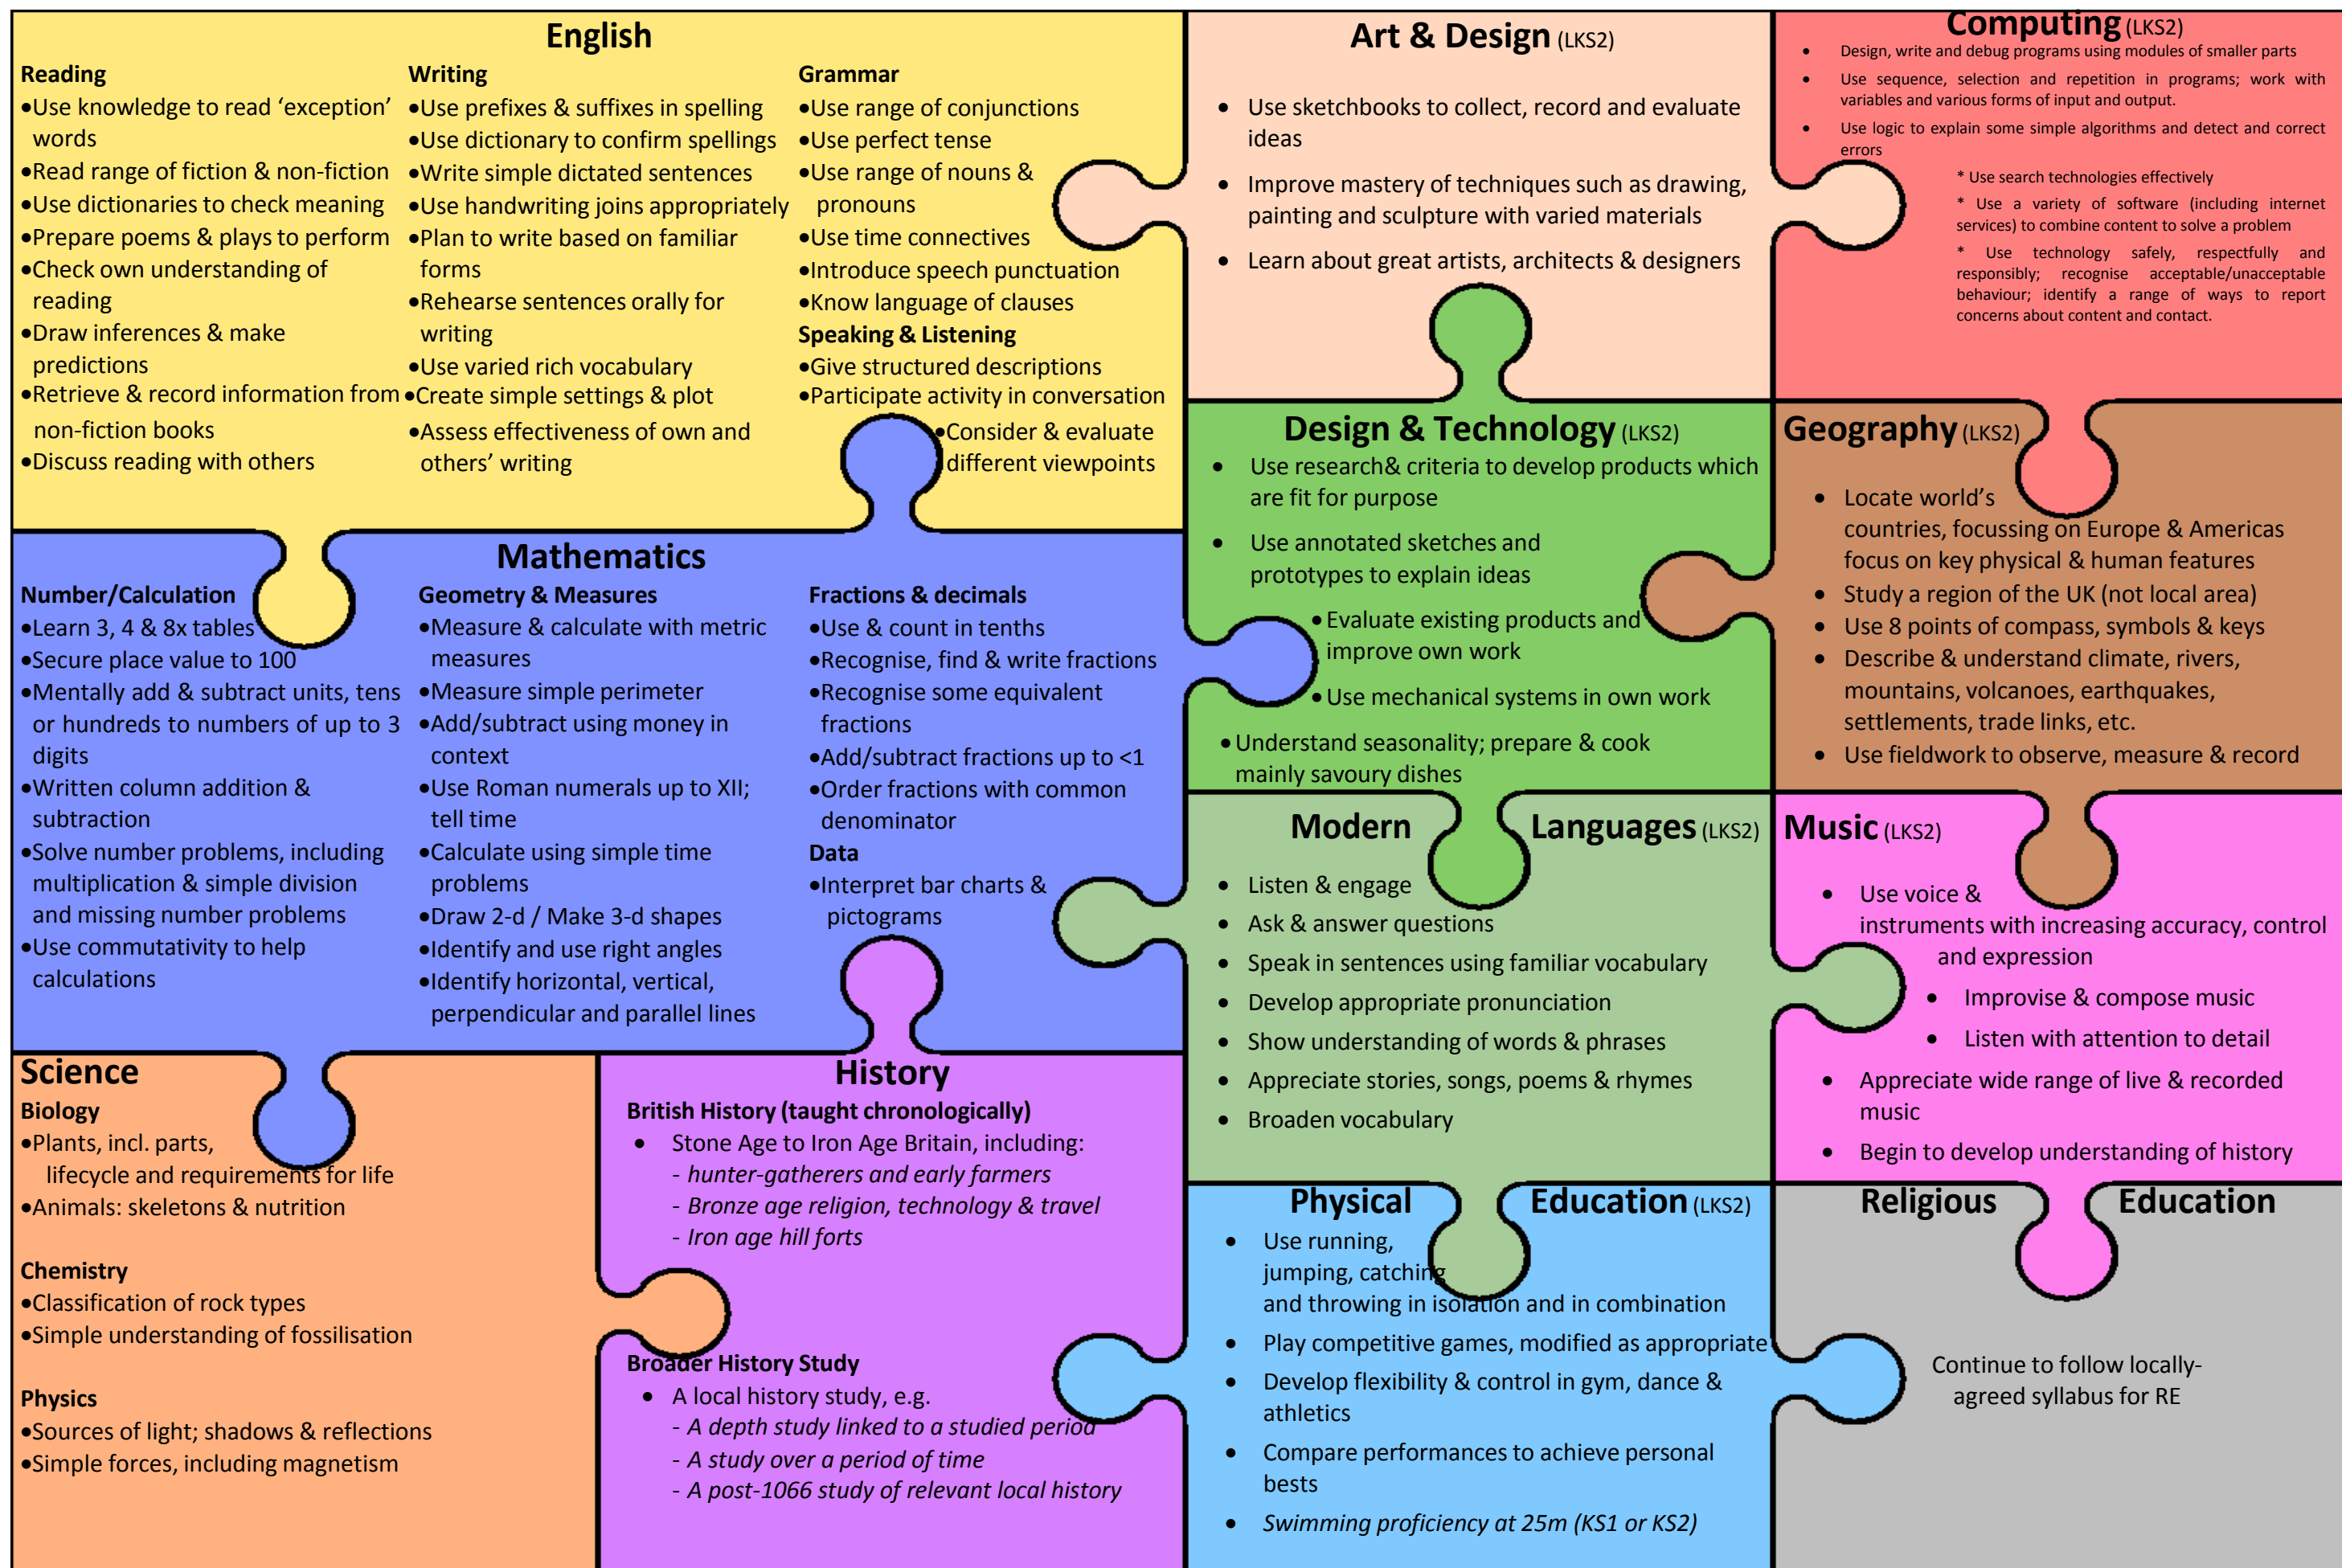 English
Reading
•Use knowledge to read ‘exception’
words
•Read range of fiction & non-fiction
•Use dictionaries to check meaning
•Prepare poems & plays to perform
•Check own understanding of
reading
•Draw inferences & make
predictions
•Retrieve & record information from
non-fiction books
•Discuss reading with others
Writing
•Use prefixes & suffixes in spelling
•Use dictionary to confirm spellings
•Write simple dictated sentences
•Use handwriting joins appropriately
•Plan to write based on familiar
forms
•Rehearse sentences orally for
writing
•Use varied rich vocabulary
•Create simple settings & plot
•Assess effectiveness of own and
others’ writing
Grammar
•Use range of conjunctions
•Use perfect tense
•Use range of nouns &
pronouns
•Use time connectives
•Introduce speech punctuation
•Know language of clauses
Speaking & Listening
•Give structured descriptions
•Participate activity in conversation
•Consider & evaluate
different viewpoints
Art & Design (LKS2)
• Use sketchbooks to collect, record and evaluate
ideas
• Improve mastery of techniques such as drawing,
painting and sculpture with varied materials
• Learn about great artists, architects & designers
Computing (LKS2)
• Design, write and debug programs using modules of smaller parts
• Use sequence, selection and repetition in programs; work with
variables and various forms of input and output.
• Use logic to explain some simple algorithms and detect and correct
errors
* Use search technologies effectively
* Use a variety of software (including internet
services) to combine content to solve a problem
* Use technology safely, respectfully and
responsibly; recognise acceptable/unacceptable
behaviour; identify a range of ways to report
concerns about content and contact.
Mathematics
Number/Calculation
•Learn 3, 4 & 8x tables
•Secure place value to 100
•Mentally add & subtract units, tens
or hundreds to numbers of up to 3
digits
•Written column addition &
subtraction
•Solve number problems, including
multiplication & simple division
and missing number problems
•Use commutativity to help
calculations
Geometry & Measures
•Measure & calculate with metric
measures
•Measure simple perimeter
•Add/subtract using money in
context
•Use Roman numerals up to XII;
tell time
•Calculate using simple time
problems
•Draw 2-d / Make 3-d shapes
•Identify and use right angles
•Identify horizontal, vertical,
perpendicular and parallel lines
Fractions & decimals
•Use & count in tenths
•Recognise, find & write fractions
•Recognise some equivalent
fractions
•Add/subtract fractions up to <1
•Order fractions with common
denominator
Data
•Interpret bar charts &
pictograms
Design & Technology (LKS2)
• Use research& criteria to develop products which
are fit for purpose
• Use annotated sketches and
prototypes to explain ideas
• Evaluate existing products and
improve own work
• Use mechanical systems in own work
• Understand seasonality; prepare & cook
mainly savoury dishes
Geography (LKS2)
• Locate world’s
countries, focussing on Europe & Americas
focus on key physical & human features
• Study a region of the UK (not local area)
• Use 8 points of compass, symbols & keys
• Describe & understand climate, rivers,
mountains, volcanoes, earthquakes,
settlements, trade links, etc.
• Use fieldwork to observe, measure & record
Modern Languages (LKS2)
• Listen & engage
• Ask & answer questions
• Speak in sentences using familiar vocabulary
• Develop appropriate pronunciation
• Show understanding of words & phrases
• Appreciate stories, songs, poems & rhymes
• Broaden vocabulary
Music (LKS2)
• Use voice &
instruments with increasing accuracy, control
and expression
• Improvise & compose music
• Listen with attention to detail
• Appreciate wide range of live & recorded
music
• Begin to develop understanding of history
Science
Biology
•Plants, incl. parts,
lifecycle and requirements for life
•Animals: skeletons & nutrition
Chemistry
•Classification of rock types
•Simple understanding of fossilisation
Physics
•Sources of light; shadows & reflections
•Simple forces, including magnetism
History
British History (taught chronologically)
• Stone Age to Iron Age Britain, including:
- hunter-gatherers and early farmers
- Bronze age religion, technology & travel
- Iron age hill forts
Broader History Study
• A local history study, e.g.
- A depth study linked to a studied period
- A study over a period of time
- A post-1066 study of relevant local history
Physical Education (LKS2)
• Use running,
jumping, catching
and throwing in isolation and in combination
• Play competitive games, modified as appropriate
• Develop flexibility & control in gym, dance &
athletics
• Compare performances to achieve personal
bests
• Swimming proficiency at 25m (KS1 or KS2)
Religious Education
Continue to follow locally-
agreed syllabus for RE